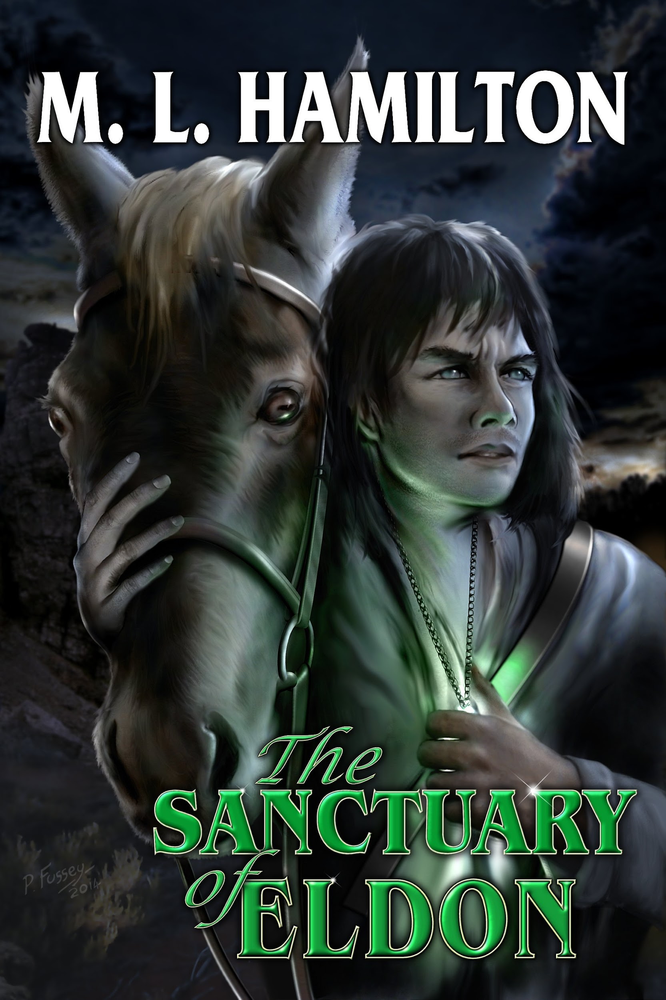 M. L. HAMILTON
The
SANCTUARY
of ELDON
P. Fussey
2014